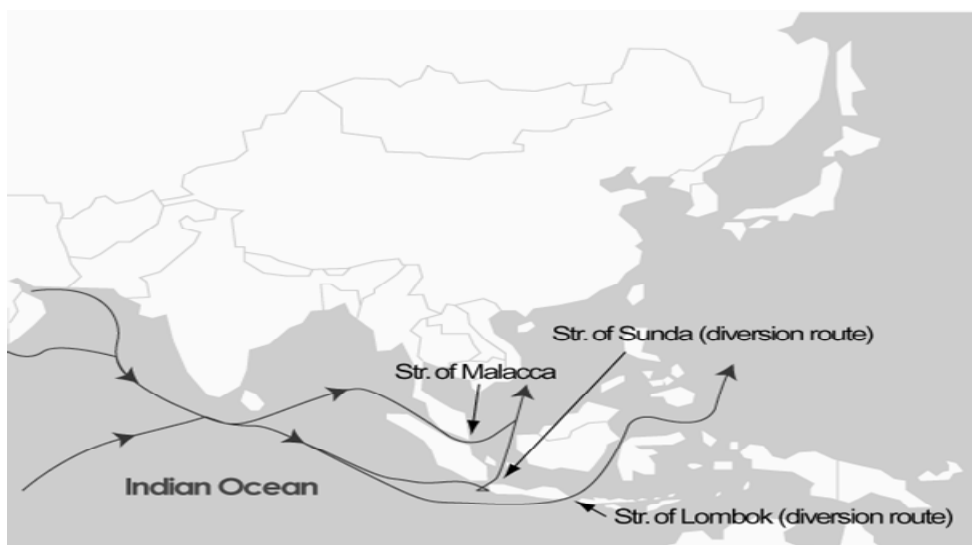 Str. of Sunda (diversion route)
Str. of Malacca
Indian Ocean
Str. of Lombok (diversion route)